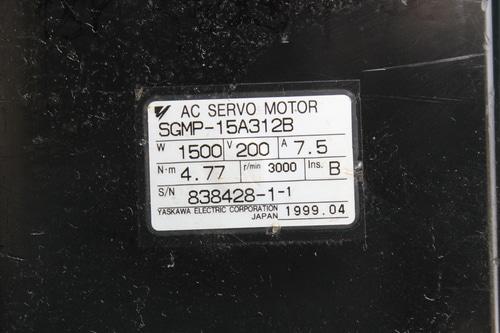 AC SERVO MOTOR
SGMP-15A312B
W 1500 V 200 A 7.5
N·m 4.77 r/min 3000 Ins. B
S/N 838428-1-1
YASKAWA ELECTRIC CORPORATION
JAPAN 1999.04